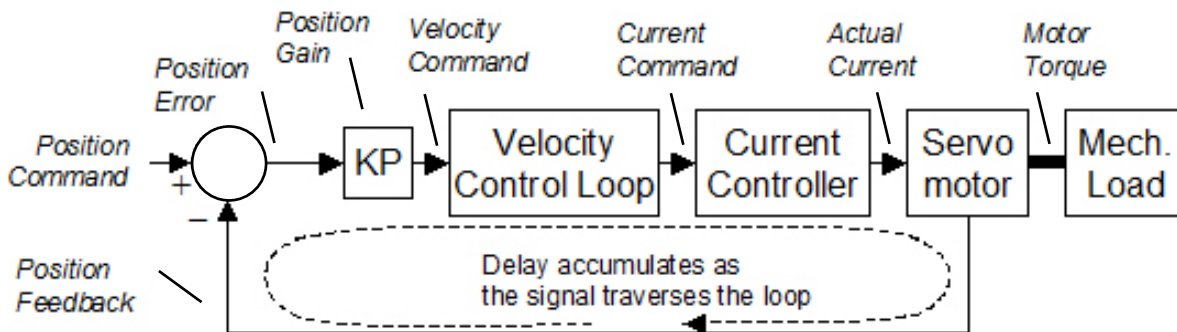 Position
Gain
Velocity
Command
Current
Command
Actual
Current
Motor
Torque
Position
Error
Position
Command
+
−
KP
Velocity
Control Loop
Current
Controller
Servo
motor
Mech.
Load
Position
Feedback
Delay accumulates as
the signal traverses the loop